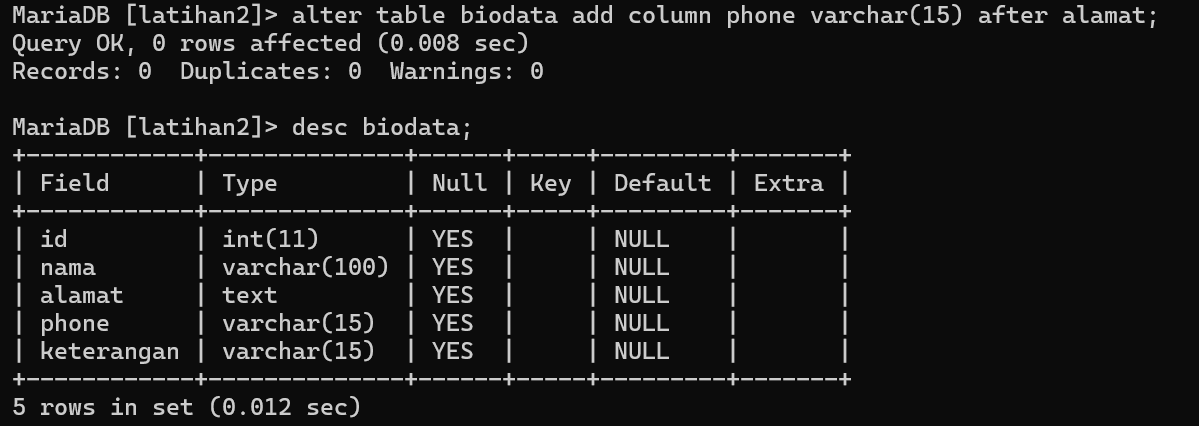 MariaDB [latihan2]> alter table biodata add column phone varchar(15) after alamat;
Query OK, 0 rows affected (0.008 sec)
Records: 0  Duplicates: 0  Warnings: 0

MariaDB [latihan2]> desc biodata;
+------------+--------------+------+-----+---------+-------+
| Field      | Type         | Null | Key | Default | Extra |
+------------+--------------+------+-----+---------+-------+
| id         | int(11)      | YES  |     | NULL    |       |
| nama       | varchar(100) | YES  |     | NULL    |       |
| alamat     | text         | YES  |     | NULL    |       |
| phone      | varchar(15)  | YES  |     | NULL    |       |
| keterangan | varchar(15)  | YES  |     | NULL    |       |
+------------+--------------+------+-----+---------+-------+
5 rows in set (0.012 sec)